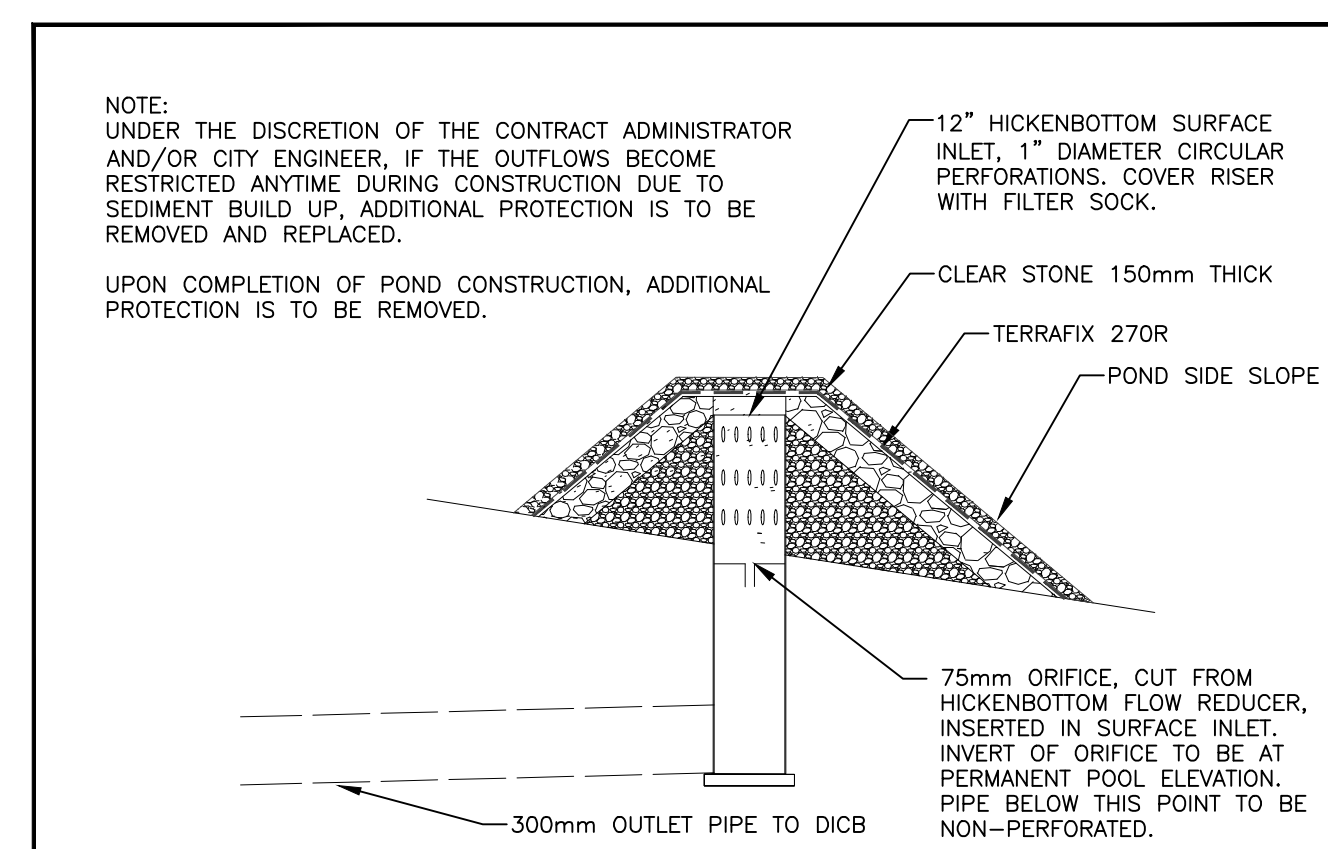 NOTE:
UNDER THE DISCRETION OF THE CONTRACT ADMINISTRATOR
AND/OR CITY ENGINEER, IF THE OUTFLOWS BECOME
RESTRICTED ANYTIME DURING CONSTRUCTION DUE TO
SEDIMENT BUILD UP, ADDITIONAL PROTECTION IS TO BE
REMOVED AND REPLACED.
UPON COMPLETION OF POND CONSTRUCTION, ADDITIONAL
PROTECTION IS TO BE REMOVED.
12" HICKENBOTTOM SURFACE
INLET, 1" DIAMETER CIRCULAR
PERFORATIONS. COVER RISER
WITH FILTER SOCK.
CLEAR STONE 150mm THICK
TERRAFIX 270R
POND SIDE SLOPE
75mm ORIFICE, CUT FROM
HICKENBOTTOM FLOW REDUCER,
INSERTED IN SURFACE INLET.
INVERT OF ORIFICE TO BE AT
PERMANENT POOL ELEVATION.
PIPE BELOW THIS POINT TO BE
NON-PERFORATED.
300mm OUTLET PIPE TO DICB